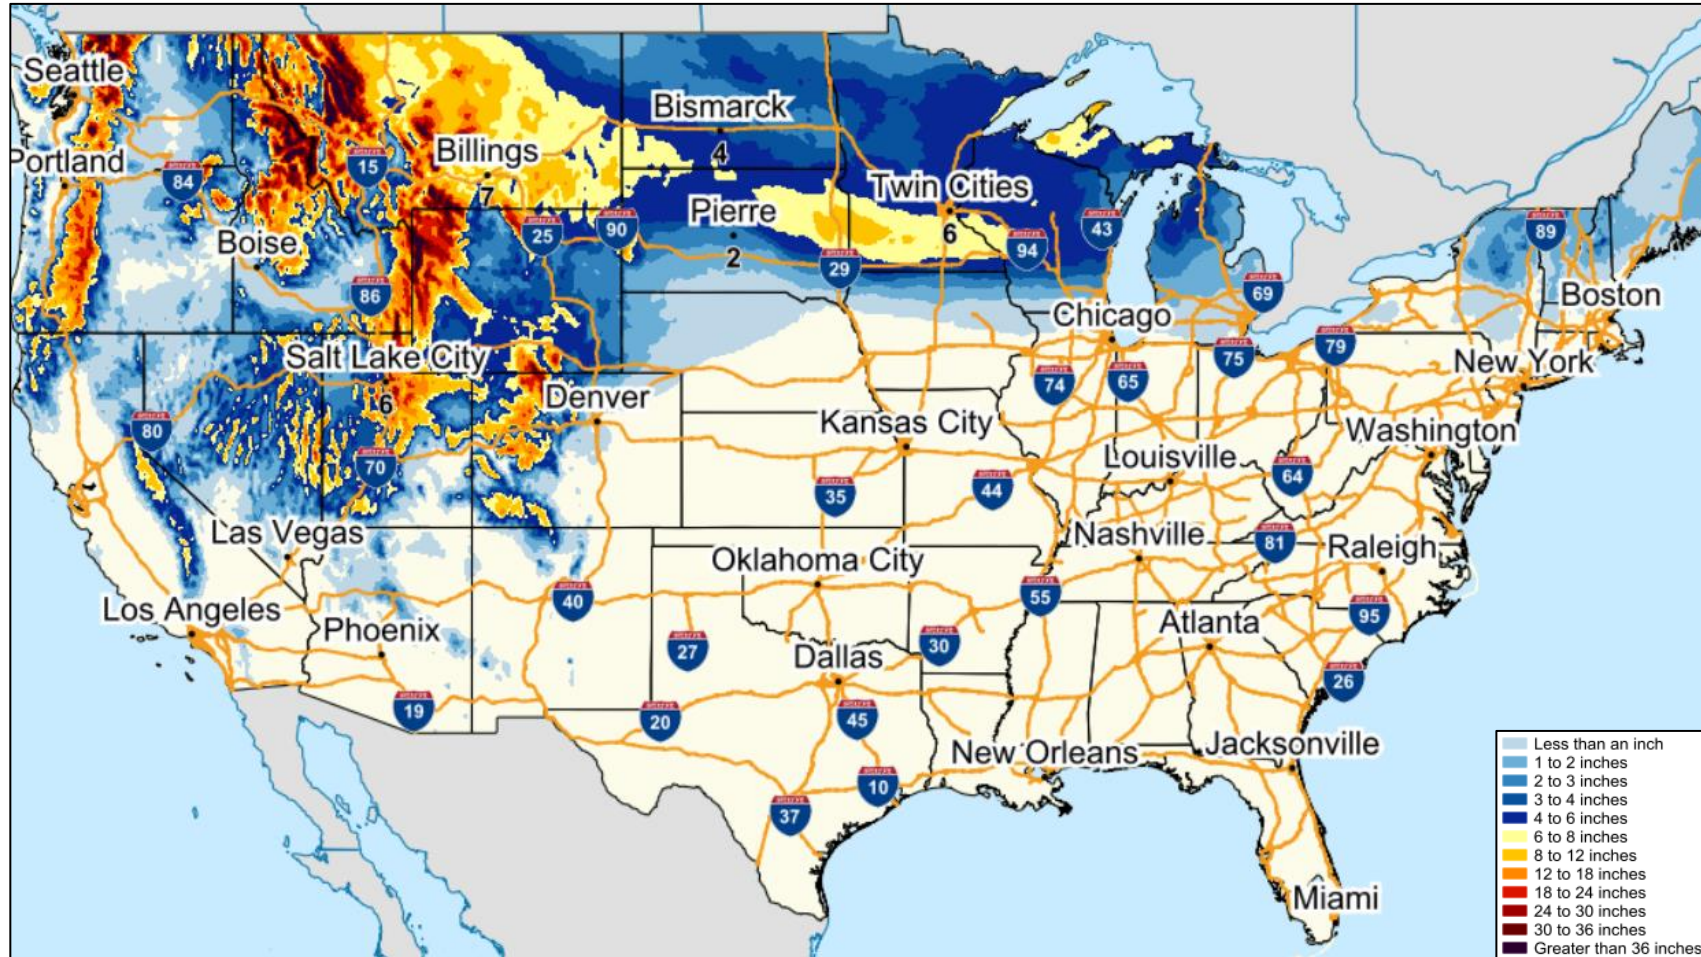 Seattle
Bismarck
Portland
Billings
4
15
84
7
Twin Cities
Pierre
Boise
25
90
6
94
43
89
2
29
86
69
Boston
Chicago
Salt Lake City
79
75
New York
Denver
74
65
6
80
Kansas City
Washington
70
Louisville
64
35
44
Las Vegas
Nashville
81
Raleigh
Oklahoma City
40
55
95
Los Angeles
Phoenix
Atlanta
27
30
Dallas
26
19
20
45
New Orleans
Jacksonville
10
37
Miami
Less than an inch
1 to 2 inches
2 to 3 inches
3 to 4 inches
4 to 6 inches
6 to 8 inches
8 to 12 inches
12 to 18 inches
18 to 24 inches
24 to 30 inches
30 to 36 inches
Greater than 36 inches